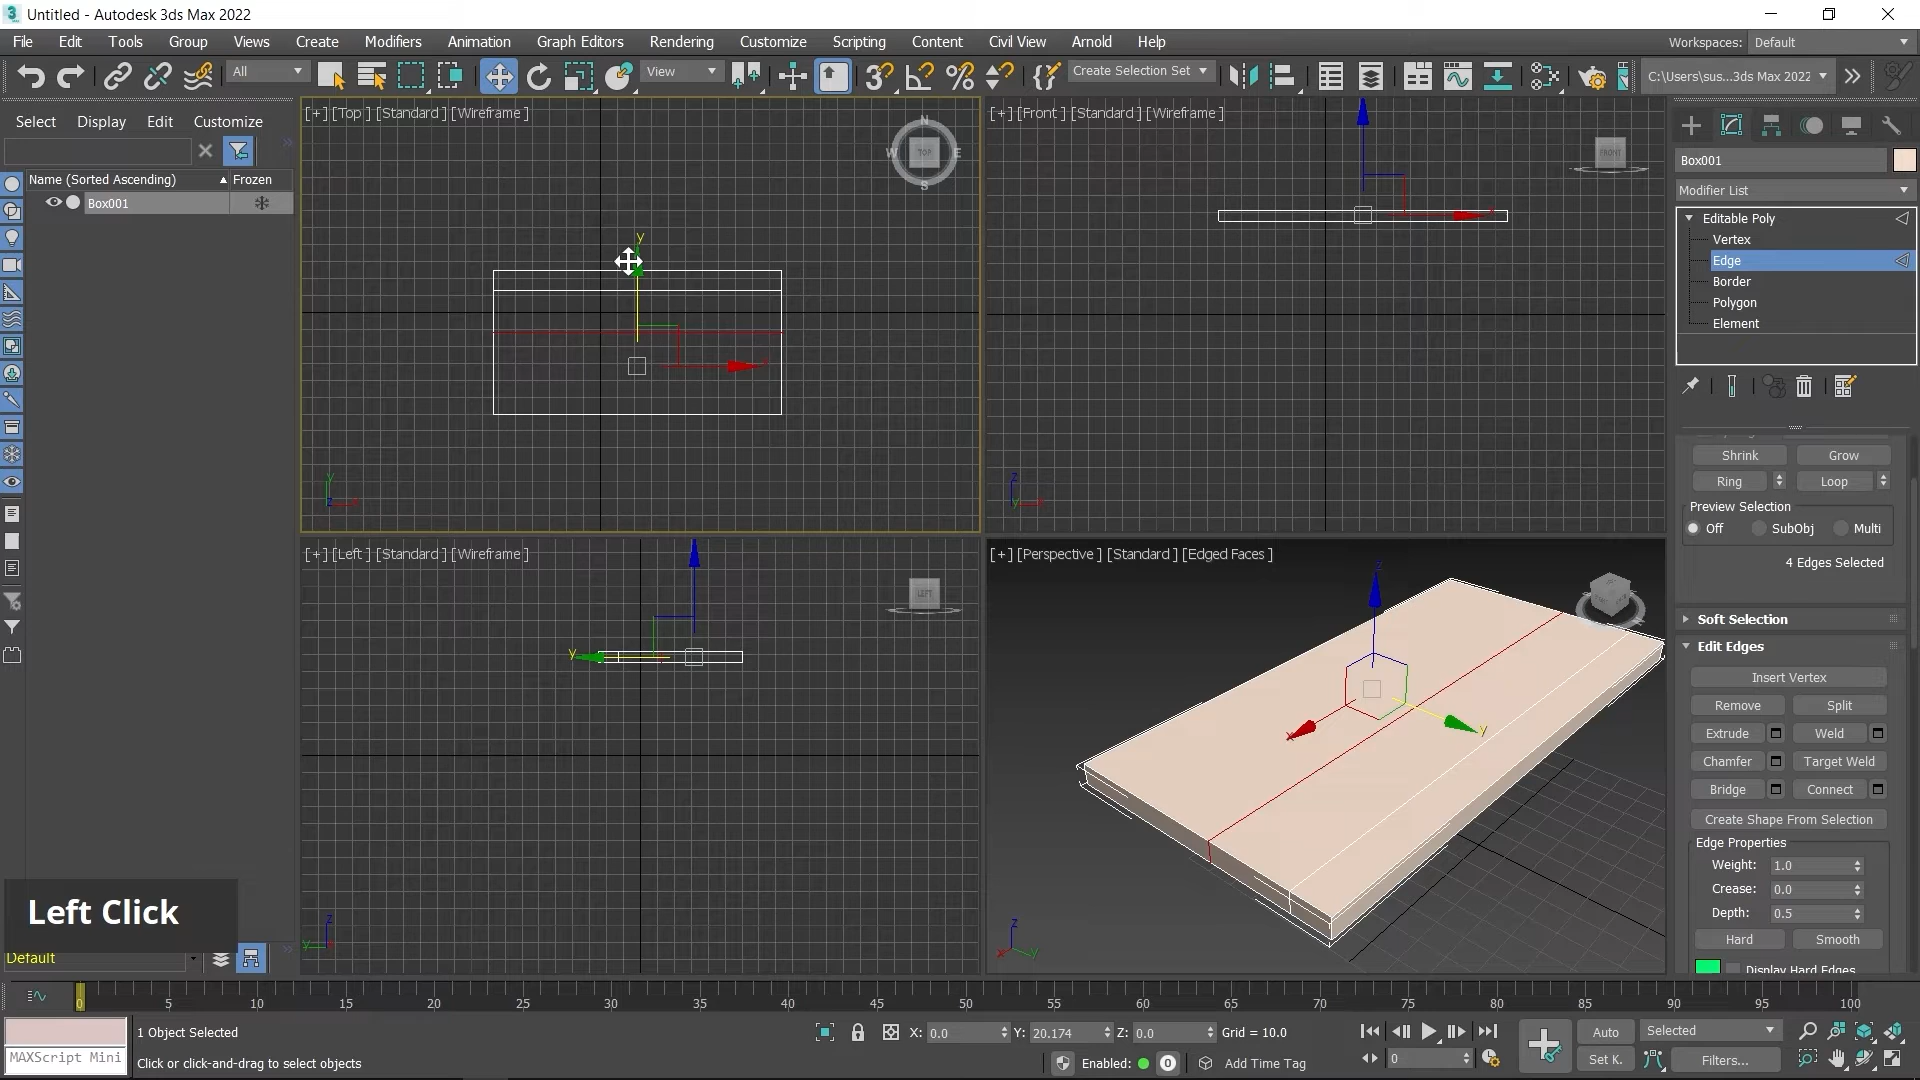 Untitled - Autodesk 3ds Max 2022
File Edit Tools Group Views Create Modifiers Animation Graph Editors Rendering Customize Scripting Content Civil View Arnold Help
Workspaces: Default
All View Create Selection Set C:\Users\sus...3ds Max 2022
Select Display Edit Customize
Name (Sorted Ascending) Frozen
Box001
[+] [Top ] [Standard ] [Wireframe ]
N
W TOP E
S
y
[+] [Front ] [Standard ] [Wireframe ]
FRONT
[+] [Left ] [Standard ] [Wireframe ]
LEFT
y
[+] [Perspective ] [Standard ] [Edged Faces ]
z
x
y
Box001
Modifier List
Editable Poly
Vertex
Edge
Border
Polygon
Element
Shrink Grow
Ring Loop
Preview Selection
Off SubObj Multi
4 Edges Selected
Soft Selection
Edit Edges
Insert Vertex
Remove Split
Extrude Weld
Chamfer Target Weld
Bridge Connect
Create Shape From Selection
Edge Properties
Weight: 1.0
Crease: 0.0
Depth: 0.5
Hard Smooth
Display Hard Edges
Left Click
Default
0 5 10 15 20 25 30 35 40 45 50 55 60 65 70 75 80 85 90 95 100
1 Object Selected
X: 0.0 Y: 20.174 Z: 0.0 Grid = 10.0
Auto Selected
MAXScript Mini
Click or click-and-drag to select objects
Enabled: 0 Add Time Tag
0
Set K. Filters...